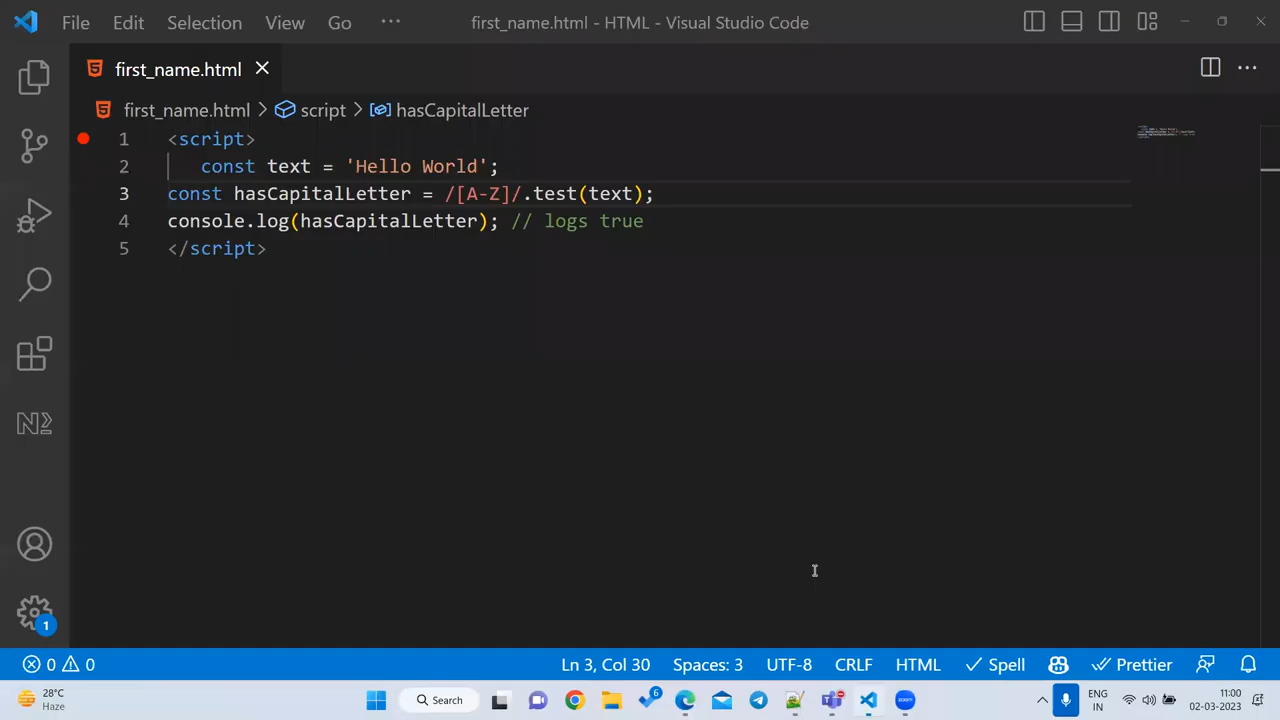 File Edit Selection View Go ··· first_name.html - HTML - Visual Studio Code
first_name.html
first_name.html > script > hasCapitalLetter
1 <script>
2 const text = 'Hello World';
3 const hasCapitalLetter = /[A-Z]/.test(text);
4 console.log(hasCapitalLetter); // logs true
5 </script>
1
0 0 Ln 3, Col 30 Spaces: 3 UTF-8 CRLF HTML Spell Prettier
28°C
Haze
Search
6
ENG
IN
11:00
02-03-2023